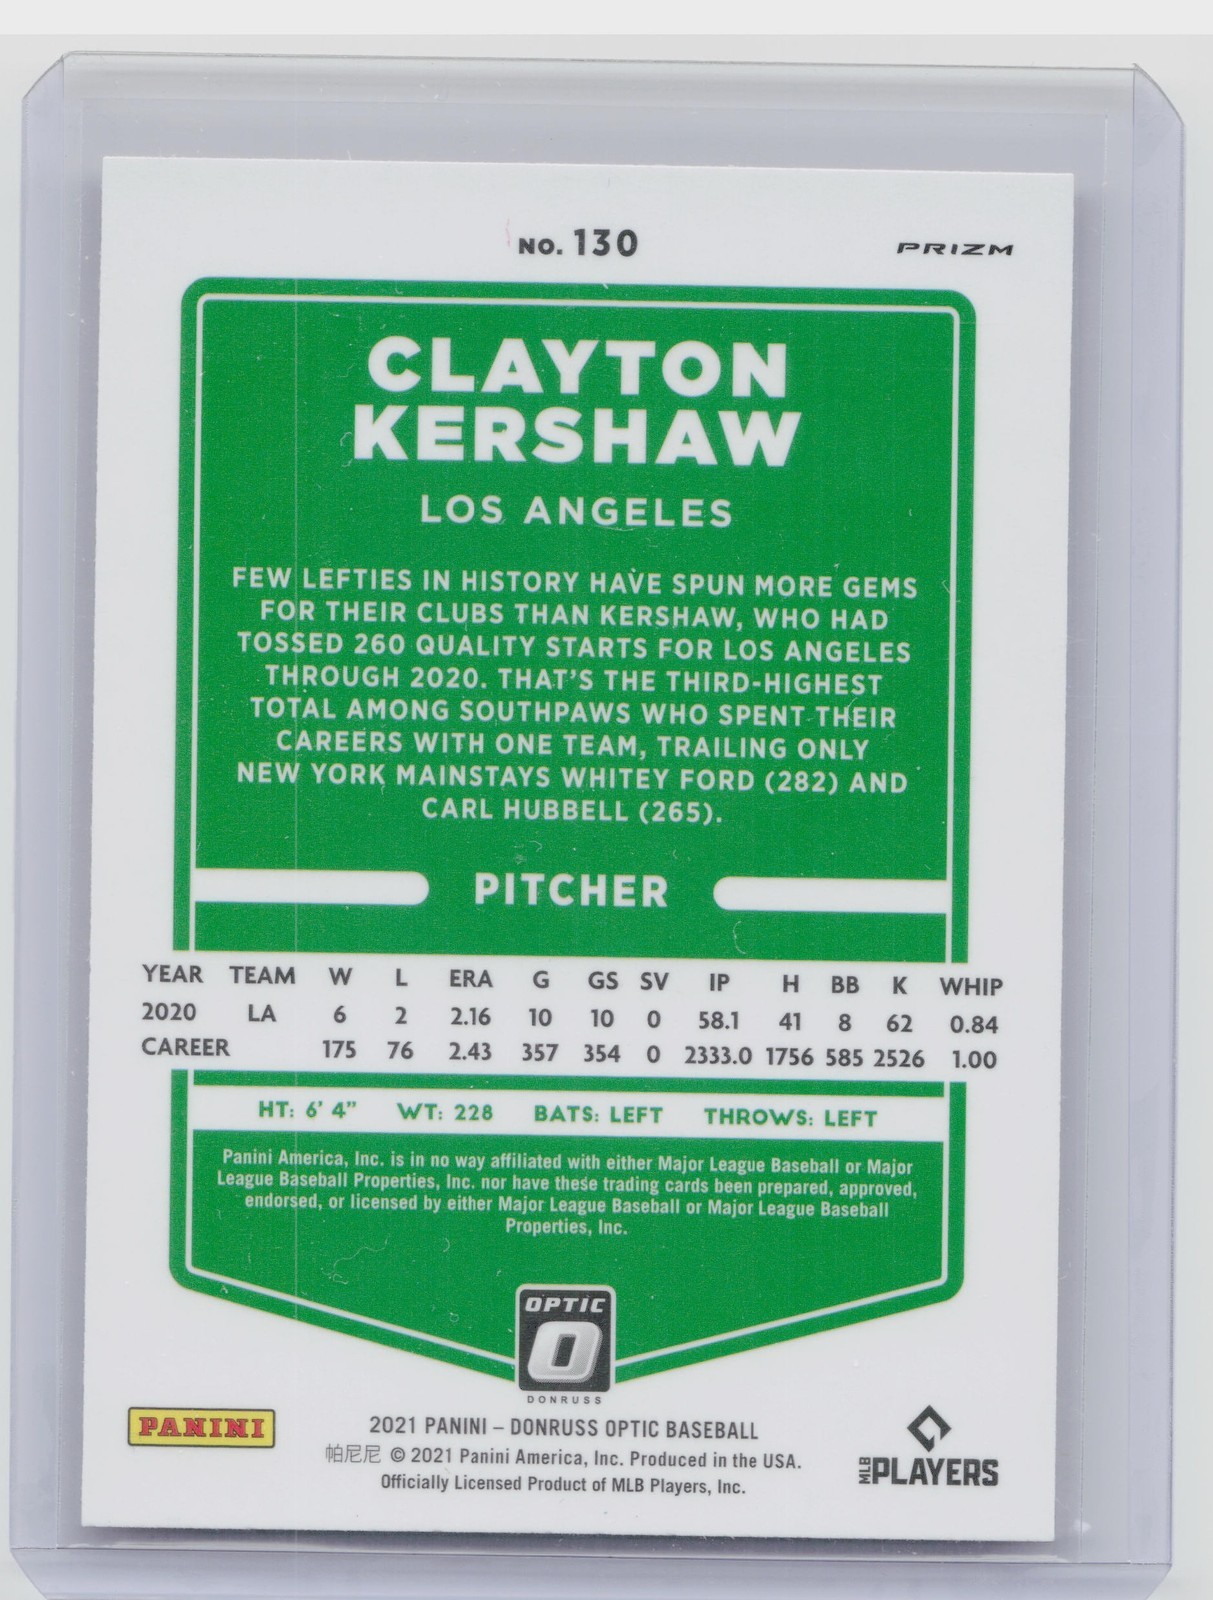 NO. 130
PRIZM
CLAYTON
KERSHAW
LOS ANGELES
FEW LEFTIES IN HISTORY HAVE SPUN MORE GEMS
FOR THEIR CLUBS THAN KERSHAW, WHO HAD
TOSSED 260 QUALITY STARTS FOR LOS ANGELES
THROUGH 2020. THAT'S THE THIRD-HIGHEST
TOTAL AMONG SOUTHPAWS WHO SPENT THEIR
CAREERS WITH ONE TEAM, TRAILING ONLY
NEW YORK MAINSTAYS WHITEY FORD (282) AND
CARL HUBBELL (265).
PITCHER
YEAR TEAM W L ERA G GS SV IP H BB K WHIP
2020 LA 6 2 2.16 10 10 0 58.1 41 8 62 0.84
CAREER 175 76 2.43 357 354 0 2333.0 1756 585 2526 1.00
HT: 6' 4" WT: 228 BATS: LEFT THROWS: LEFT
Panini America, Inc. is in no way affiliated with either Major League Baseball or Major
League Baseball Properties, Inc. nor have these trading cards been prepared, approved,
endorsed, or licensed by either Major League Baseball or Major League Baseball
Properties, Inc.
OPTIC
O
DONRUSS
PANINI
2021 PANINI – DONRUSS OPTIC BASEBALL
帕尼尼 © 2021 Panini America, Inc. Produced in the USA.
Officially Licensed Product of MLB Players, Inc.
MLB PLAYERS